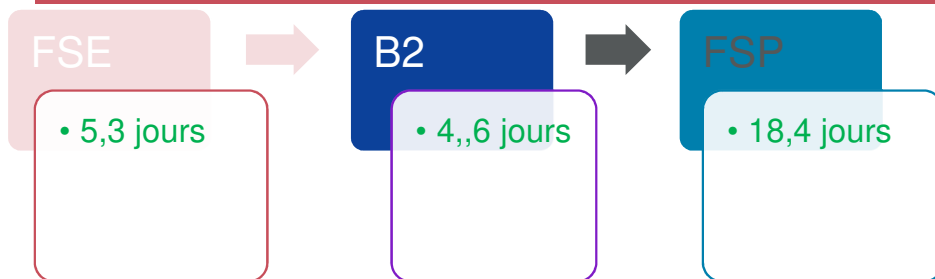 FSE
B2
FSP
• 5,3 jours
• 4,,6 jours
• 18,4 jours